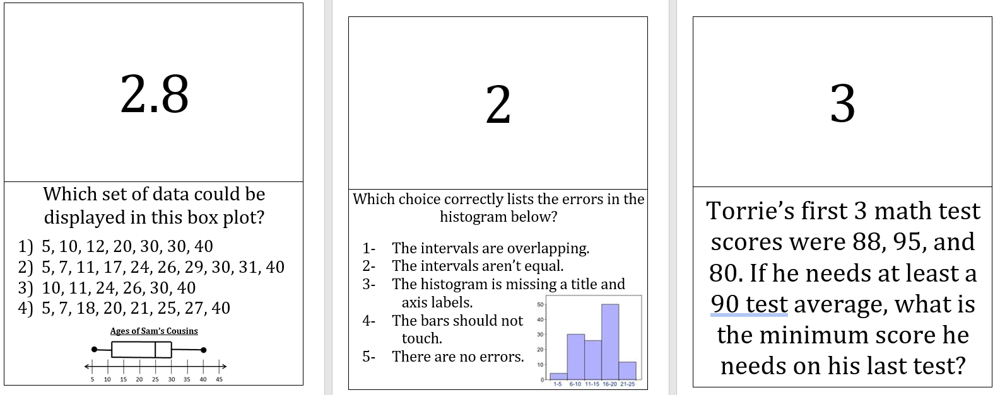 2.8
Which set of data could be
displayed in this box plot?
1) 5, 10, 12, 20, 30, 30, 40
2) 5, 7, 11, 17, 24, 26, 29, 30, 31, 40
3) 10, 11, 24, 26, 30, 40
4) 5, 7, 18, 20, 21, 25, 27, 40
Ages of Sam's Cousins
5 10 15 20 25 30 35 40 45
2
Which choice correctly lists the errors in the
histogram below?
1- The intervals are overlapping.
2- The intervals aren't equal.
3- The histogram is missing a title and
axis labels.
4- The bars should not
touch.
5- There are no errors.
50
40
30
20
10
0
1-5 6-10 11-15 16-20 21-25
3
Torrie's first 3 math test
scores were 88, 95, and
80. If he needs at least a
90 test average, what is
the minimum score he
needs on his last test?